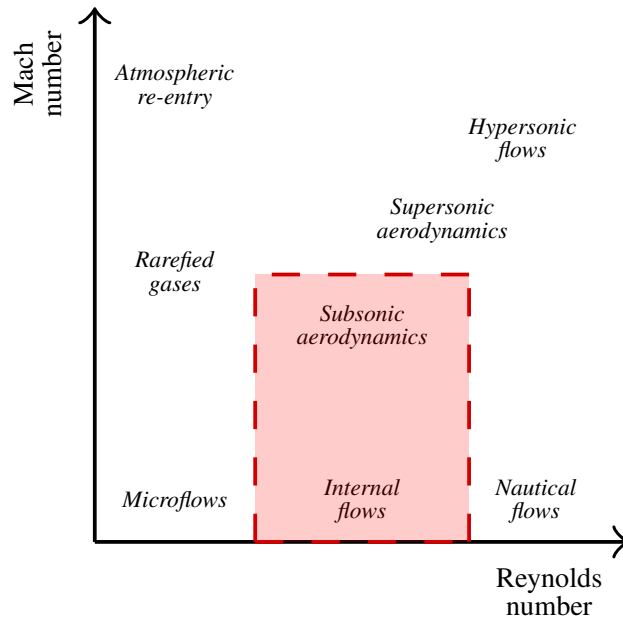 Mach
number
Atmospheric
re-entry
Hypersonic
flows
Supersonic
aerodynamics
Rarefied
gases
Subsonic
aerodynamics
Microflows
Internal
flows
Nautical
flows
Reynolds
number